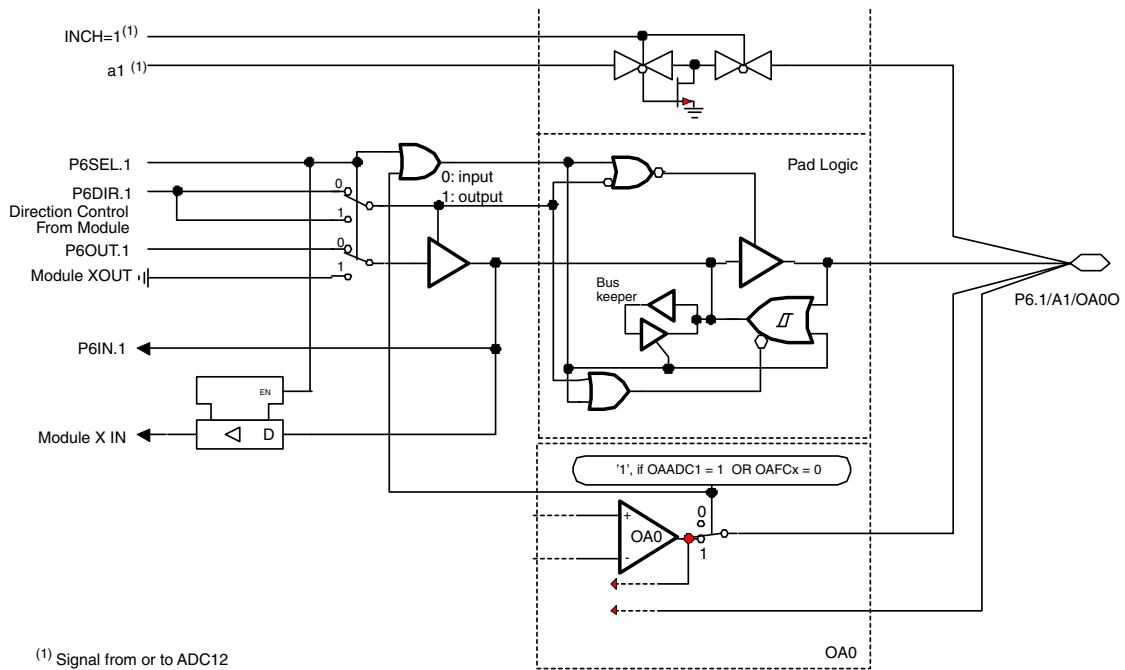 INCH=1(1)
a1 (1)
P6SEL.1
P6DIR.1
Direction Control
From Module
P6OUT.1
Module XOUT
P6IN.1
Module X IN
EN
D
0
1
0
1
0: input
1: output
Pad Logic
Bus
keeper
P6.1/A1/OA0O
'1', if OAADC1 = 1 OR OAFCx = 0
+
OA0
-
0
1
OA0
(1) Signal from or to ADC12